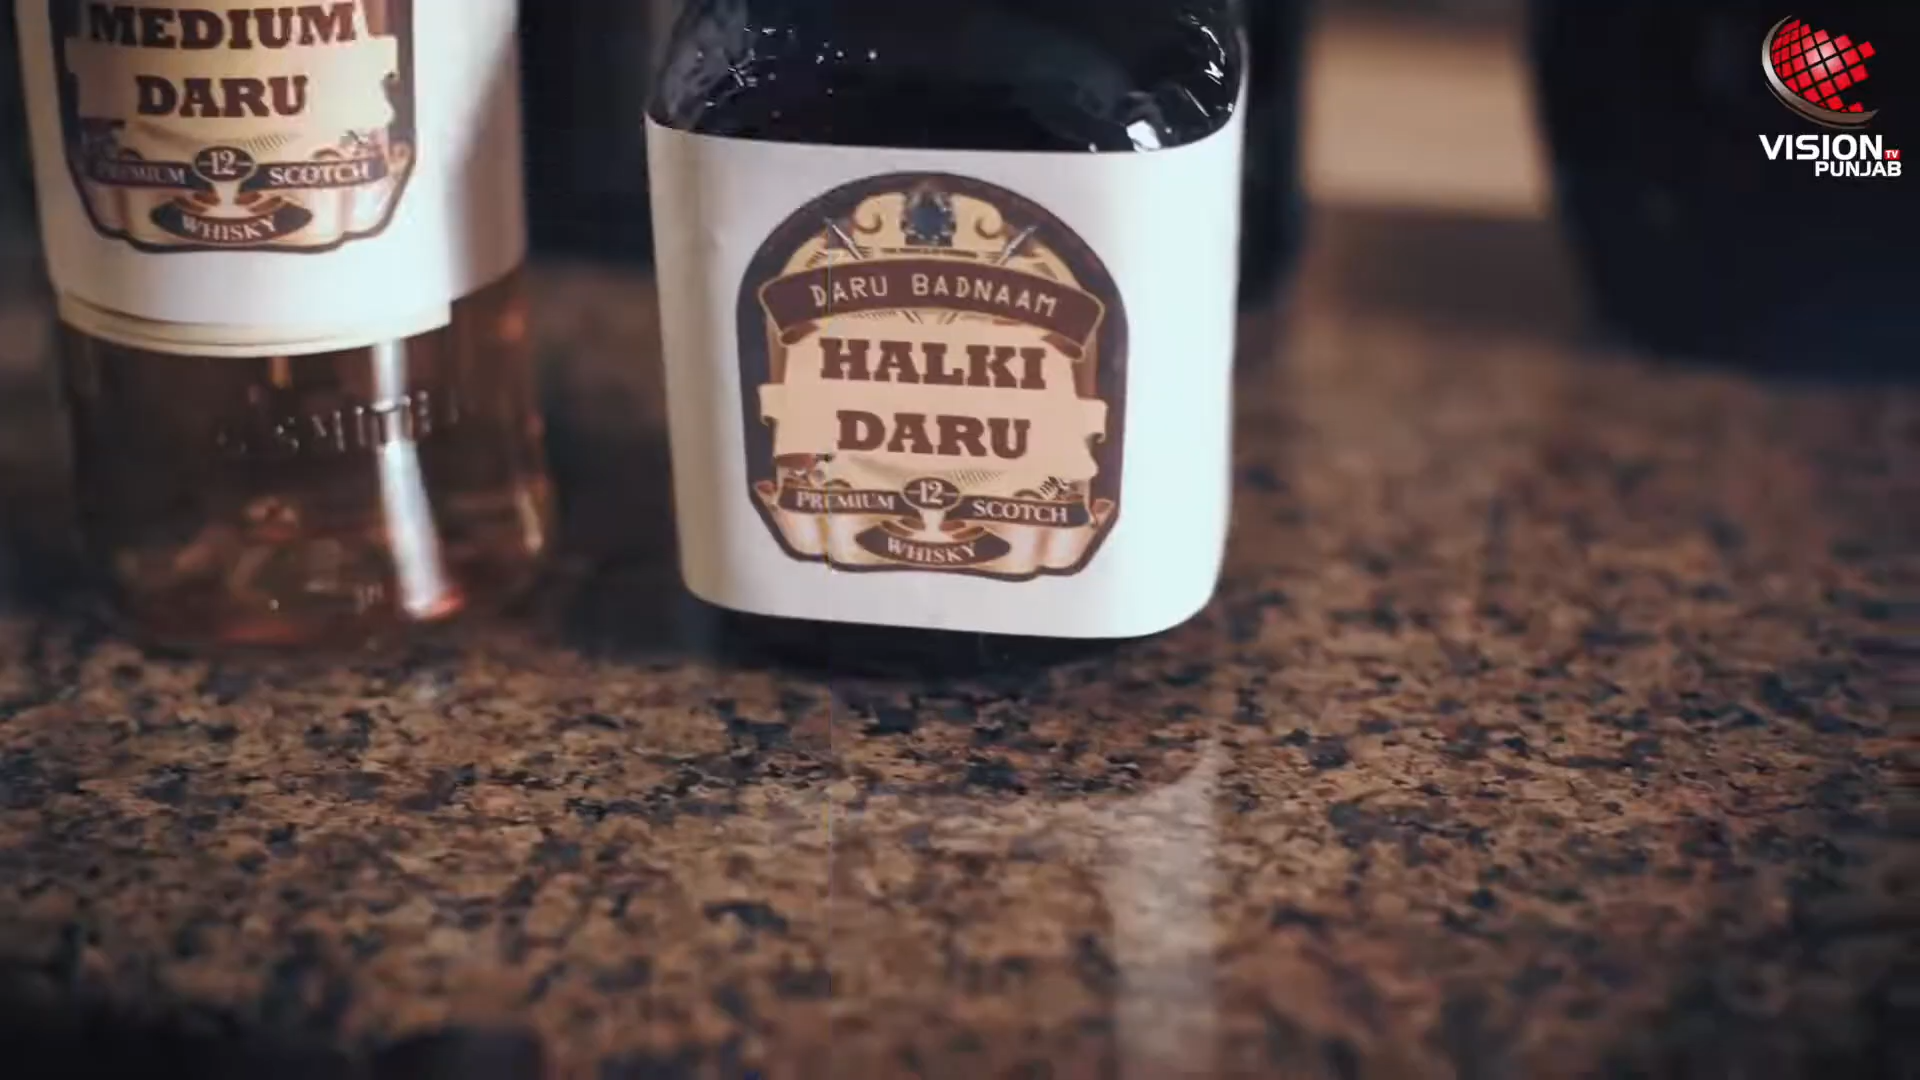 MEDIUM
DARU
PREMIUM 12 SCOTCH
WHISKY
DARU BADNAAM
HALKI
DARU
PREMIUM 12 SCOTCH
WHISKY
VISION TV
PUNJAB